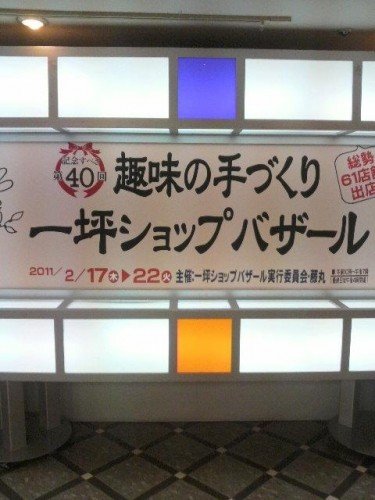 記念すべき
第40回
趣味の手づくり
総勢
61店
出店
一坪ショップバザール
2011/2/17木▶22火 主催:一坪ショップバザール実行委員会・藤丸